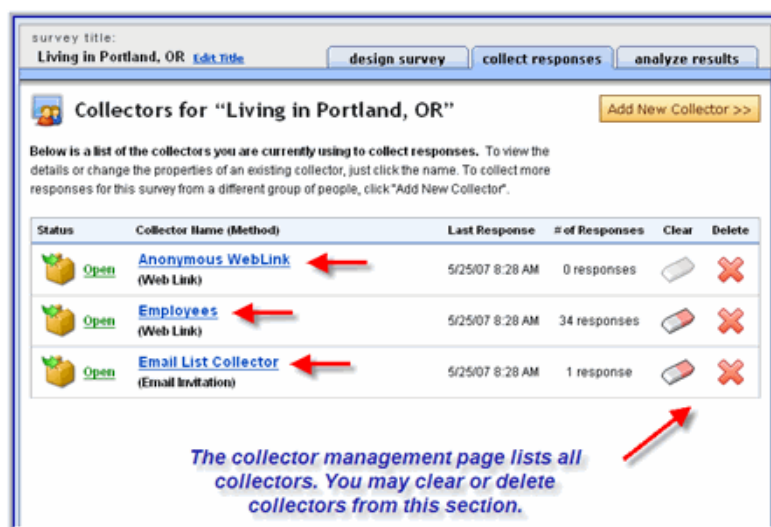 survey title:
Living in Portland, OR Edit Title
design survey
collect responses
analyze results
Collectors for “Living in Portland, OR”
Add New Collector >>
Below is a list of the collectors you are currently using to collect responses. To view the
details or change the properties of an existing collector, just click the name. To collect more
responses for this survey from a different group of people, click "Add New Collector".
Status Collector Name (Method) Last Response # of Responses Clear Delete
Open Anonymous WebLink 5/25/07 8:28 AM 0 responses
(Web Link)
Open Employees 5/25/07 8:28 AM 34 responses
(Web Link)
Open Email List Collector 5/25/07 8:28 AM 1 response
(Email Invitation)
The collector management page lists all
collectors. You may clear or delete
collectors from this section.